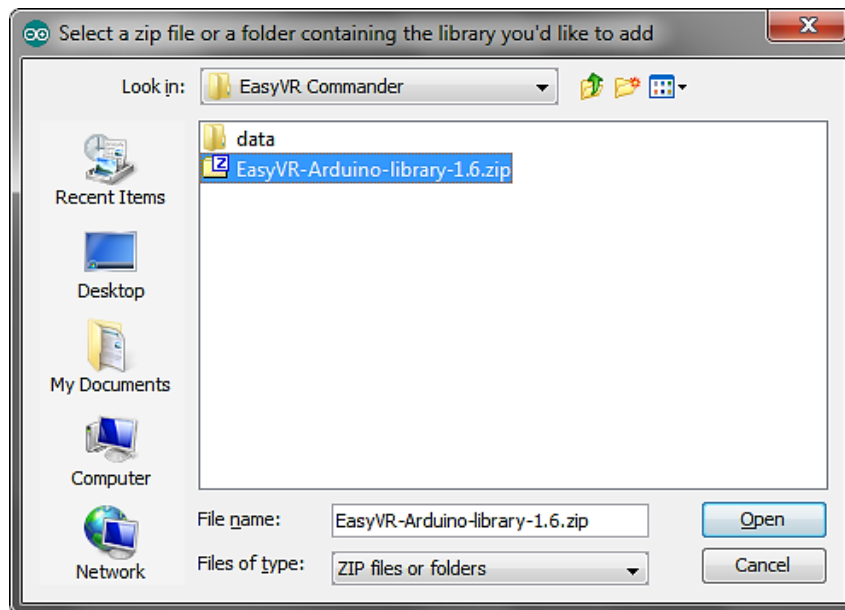 Select a zip file or a folder containing the library you'd like to add
Look in: EasyVR Commander
data
EasyVR-Arduino-library-1.6.zip
Recent Items
Desktop
My Documents
Computer
Network
File name: EasyVR-Arduino-library-1.6.zip Open
Files of type: ZIP files or folders Cancel